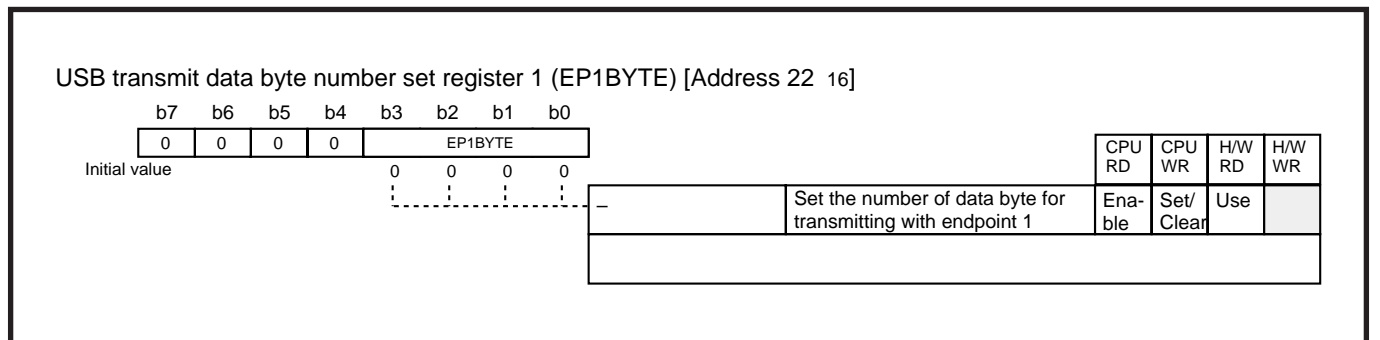 USB transmit data byte number set register 1 (EP1BYTE) [Address 22 16]
b7 b6 b5 b4 b3 b2 b1 b0
0 0 0 0 EP1BYTE
Initial value 0 0 0 0
CPU RD CPU WR H/W RD H/W WR
– Set the number of data byte for Ena- Set/ Use
transmitting with endpoint 1 ble Clear